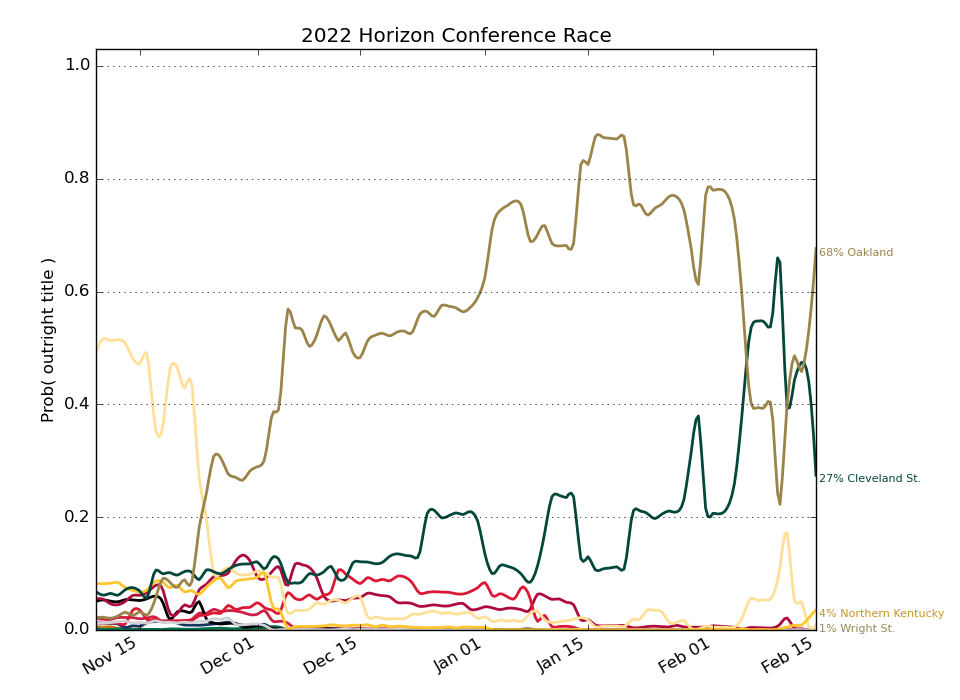 2022 Horizon Conference Race
Prob( outright title )
1.0
0.8
0.6
0.4
0.2
0.0
68% Oakland
27% Cleveland St.
4% Northern Kentucky
1% Wright St.
Nov 15
Dec 01
Dec 15
Jan 01
Jan 15
Feb 01
Feb 15